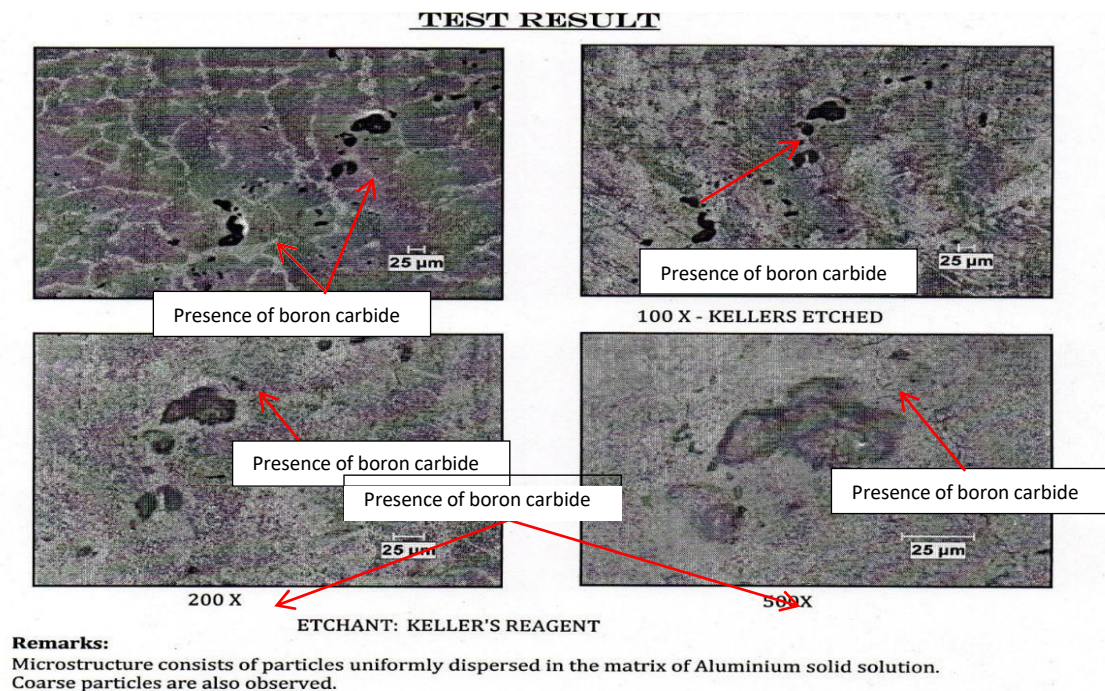 TEST RESULT
25 µm
25 µm
Presence of boron carbide
Presence of boron carbide
100 X - KELLERS ETCHED
Presence of boron carbide
Presence of boron carbide
Presence of boron carbide
25 µm
25 µm
200 X
500X
ETCHANT: KELLER'S REAGENT
Remarks:
Microstructure consists of particles uniformly dispersed in the matrix of Aluminium solid solution.
Coarse particles are also observed.